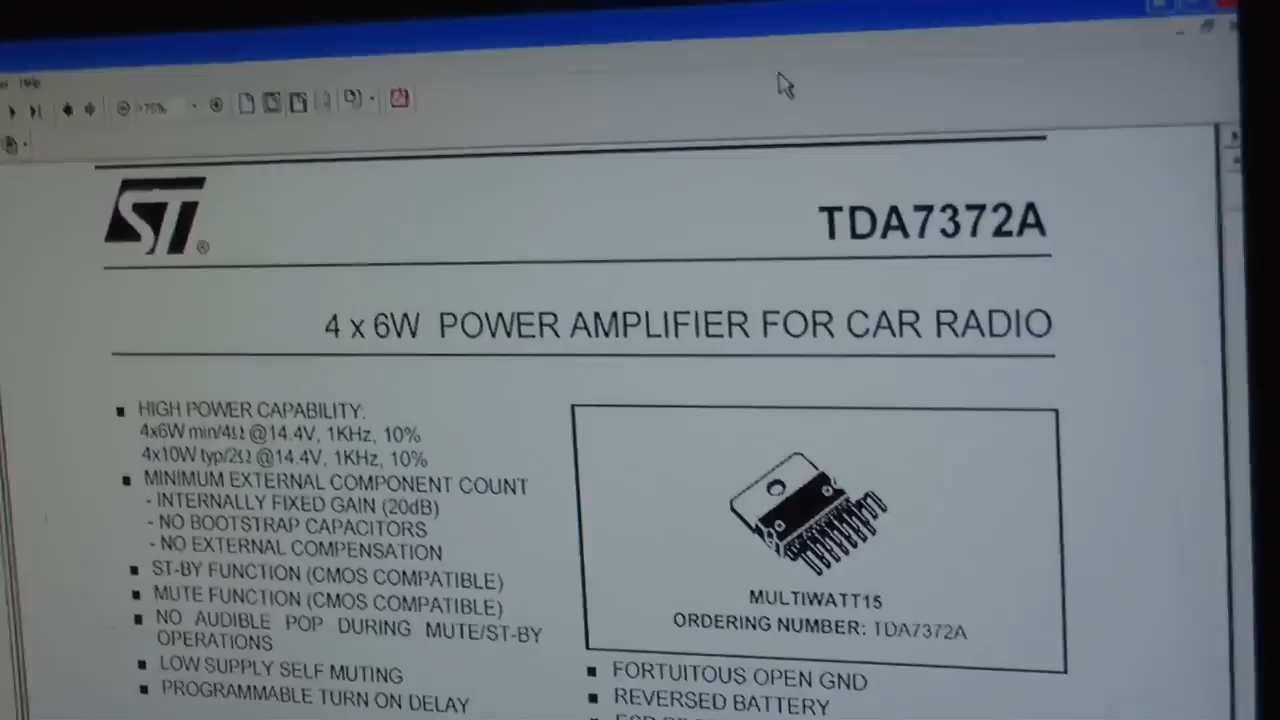 Help
75%
ST®
TDA7372A
4 x 6W POWER AMPLIFIER FOR CAR RADIO
■ HIGH POWER CAPABILITY:
4x6W min/4Ω @14.4V, 1KHz, 10%
4x10W typ/2Ω @14.4V, 1KHz, 10%
■ MINIMUM EXTERNAL COMPONENT COUNT
- INTERNALLY FIXED GAIN (20dB)
- NO BOOTSTRAP CAPACITORS
- NO EXTERNAL COMPENSATION
■ ST-BY FUNCTION (CMOS COMPATIBLE)
■ MUTE FUNCTION (CMOS COMPATIBLE)
■ NO AUDIBLE POP DURING MUTE/ST-BY
OPERATIONS
■ LOW SUPPLY SELF MUTING
■ PROGRAMMABLE TURN ON DELAY
MULTIWATT15
ORDERING NUMBER: TDA7372A
■ FORTUITOUS OPEN GND
■ REVERSED BATTERY